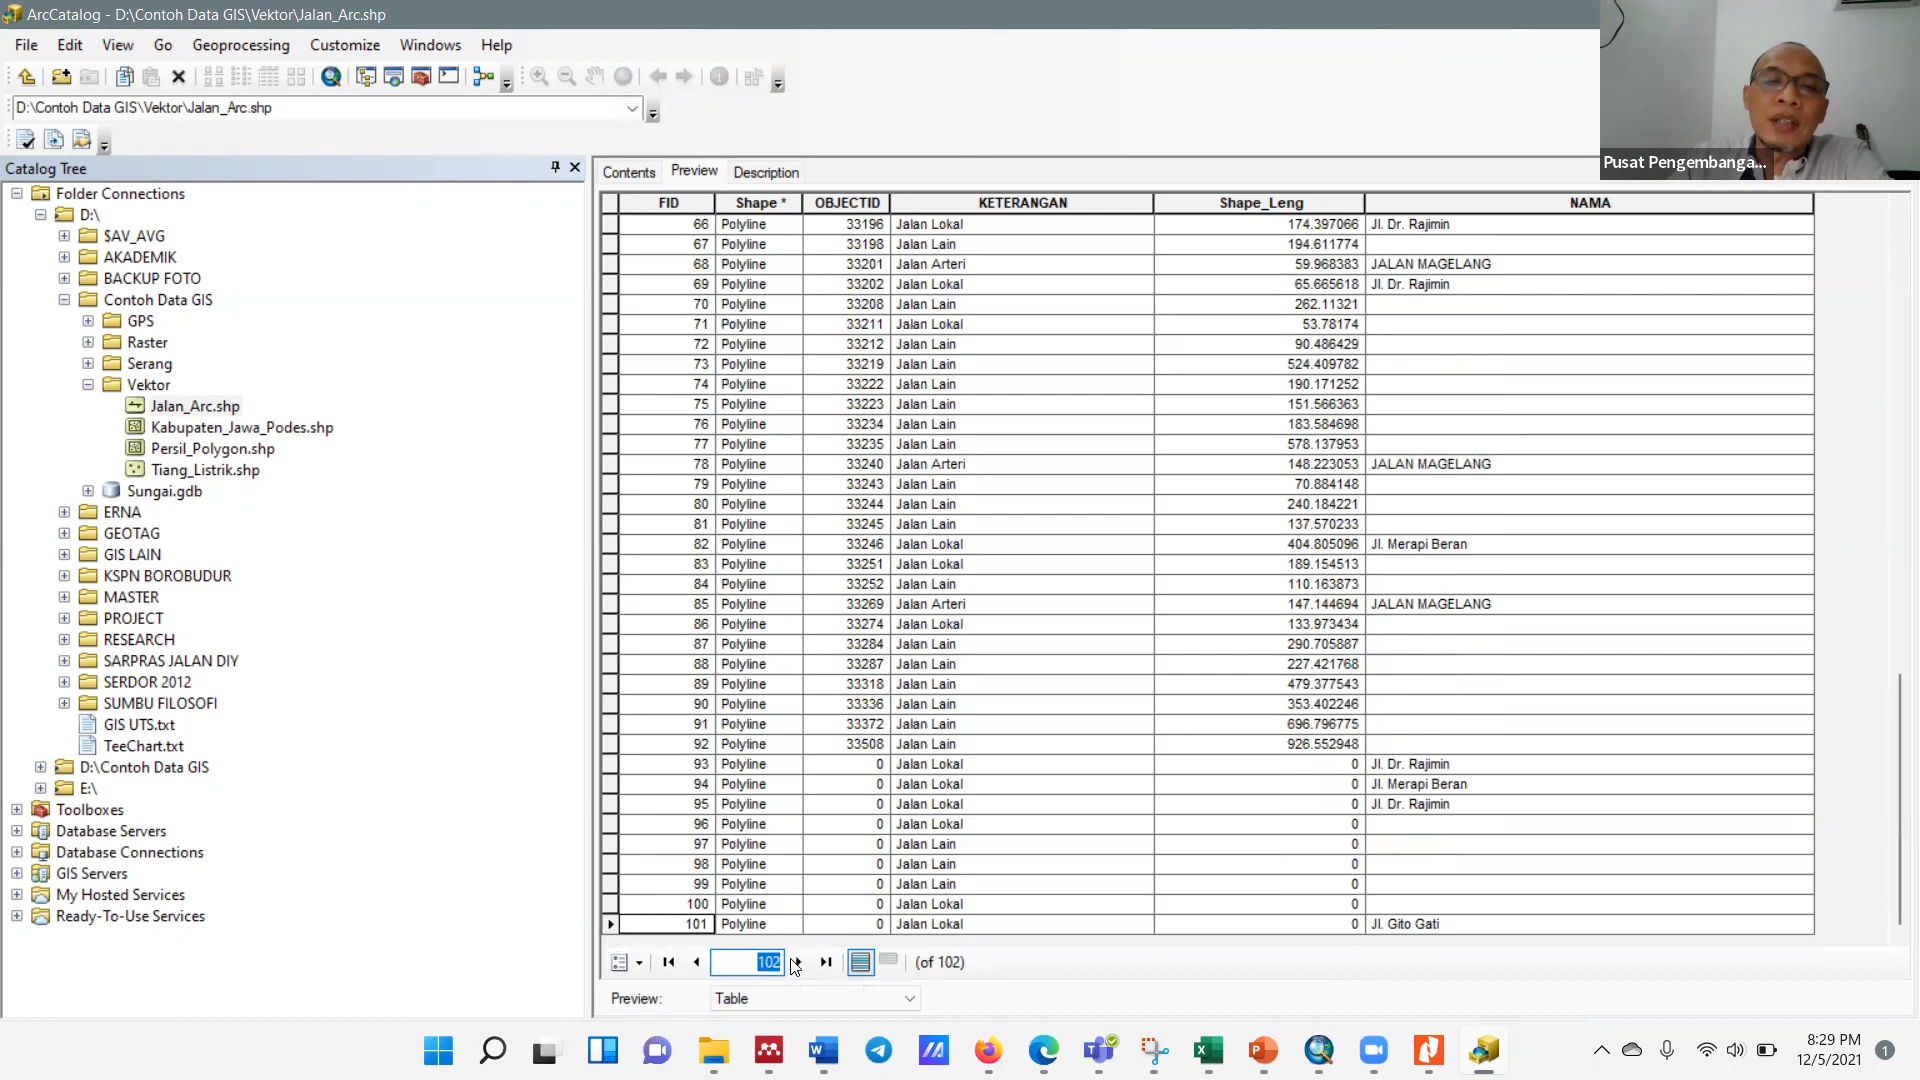 ArcCatalog - D:\Contoh Data GIS\Vektor\Jalan_Arc.shp
File Edit View Go Geoprocessing Customize Windows Help
D:\Contoh Data GIS\Vektor\Jalan_Arc.shp
Pusat Pengembanga...
Catalog Tree
Folder Connections
D:\
$AV_AVG
AKADEMIK
BACKUP FOTO
Contoh Data GIS
GPS
Raster
Serang
Vektor
Jalan_Arc.shp
Kabupaten_Jawa_Podes.shp
Persil_Polygon.shp
Tiang_Listrik.shp
Sungai.gdb
ERNA
GEOTAG
GIS LAIN
KSPN BOROBUDUR
MASTER
PROJECT
RESEARCH
SARPRAS JALAN DIY
SERDOR 2012
SUMBU FILOSOFI
GIS UTS.txt
TeeChart.txt
D:\Contoh Data GIS
E:\
Toolboxes
Database Servers
Database Connections
GIS Servers
My Hosted Services
Ready-To-Use Services
Contents Preview Description
FID Shape * OBJECTID KETERANGAN Shape_Leng NAMA
66 Polyline 33196 Jalan Lokal 174.397066 Jl. Dr. Rajimin
67 Polyline 33198 Jalan Lain 194.611774
68 Polyline 33201 Jalan Arteri 59.968383 JALAN MAGELANG
69 Polyline 33202 Jalan Lokal 65.665618 Jl. Dr. Rajimin
70 Polyline 33208 Jalan Lain 262.11321
71 Polyline 33211 Jalan Lokal 53.78174
72 Polyline 33212 Jalan Lain 90.486429
73 Polyline 33219 Jalan Lain 524.409782
74 Polyline 33222 Jalan Lain 190.171252
75 Polyline 33223 Jalan Lain 151.566363
76 Polyline 33234 Jalan Lain 183.584698
77 Polyline 33235 Jalan Lain 578.137953
78 Polyline 33240 Jalan Arteri 148.223053 JALAN MAGELANG
79 Polyline 33243 Jalan Lain 70.884148
80 Polyline 33244 Jalan Lain 240.184221
81 Polyline 33245 Jalan Lain 137.570233
82 Polyline 33246 Jalan Lokal 404.805096 Jl. Merapi Beran
83 Polyline 33251 Jalan Lokal 189.154513
84 Polyline 33252 Jalan Lain 110.163873
85 Polyline 33269 Jalan Arteri 147.144694 JALAN MAGELANG
86 Polyline 33274 Jalan Lokal 133.973434
87 Polyline 33284 Jalan Lain 290.705887
88 Polyline 33287 Jalan Lain 227.421768
89 Polyline 33318 Jalan Lain 479.377543
90 Polyline 33336 Jalan Lain 353.402246
91 Polyline 33372 Jalan Lain 696.796775
92 Polyline 33508 Jalan Lain 926.552948
93 Polyline 0 Jalan Lokal 0 Jl. Dr. Rajimin
94 Polyline 0 Jalan Lokal 0 Jl. Merapi Beran
95 Polyline 0 Jalan Lokal 0 Jl. Dr. Rajimin
96 Polyline 0 Jalan Lokal 0
97 Polyline 0 Jalan Lain 0
98 Polyline 0 Jalan Lain 0
99 Polyline 0 Jalan Lain 0
100 Polyline 0 Jalan Lokal 0
101 Polyline 0 Jalan Lokal 0 Jl. Gito Gati
102 (of 102)
Preview: Table
8:29 PM
12/5/2021 1